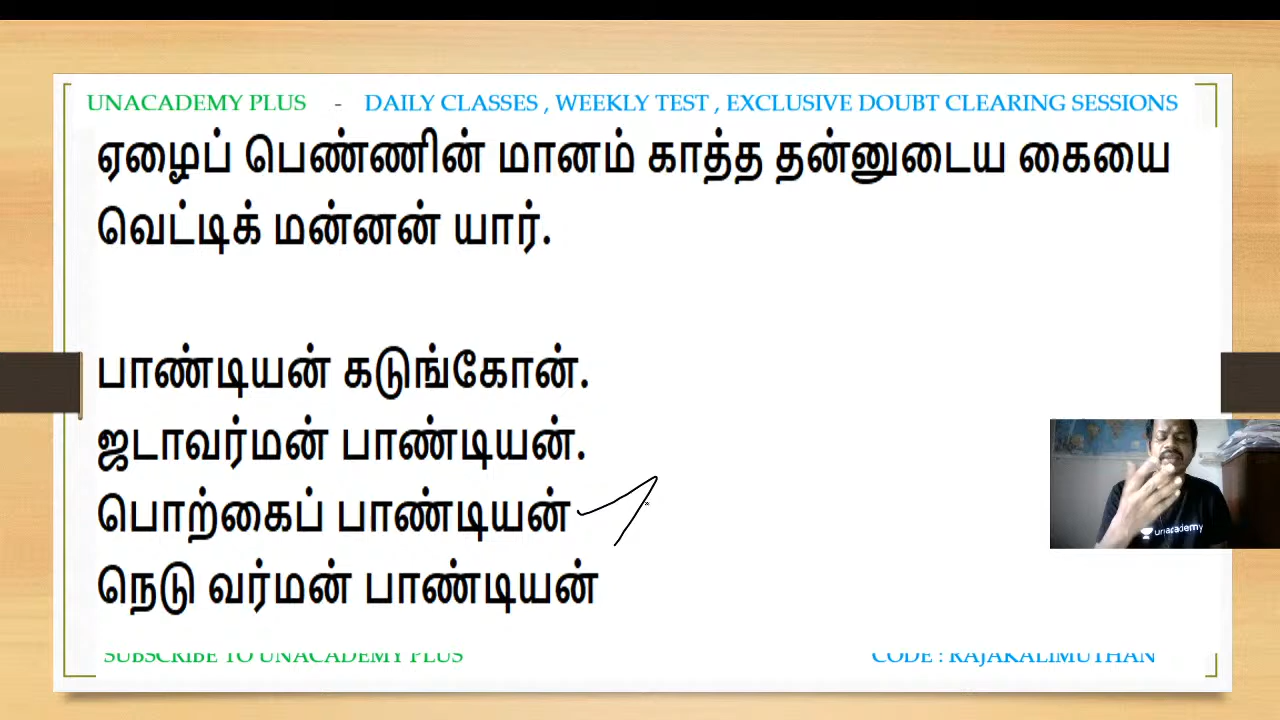 UNACADEMY PLUS - DAILY CLASSES , WEEKLY TEST , EXCLUSIVE DOUBT CLEARING SESSIONS
ஏழைப் பெண்ணின் மானம் காத்த தன்னுடைய கையை
வெட்டிக் மன்னன் யார்.
பாண்டியன் கடுங்கோன்.
ஜடாவர்மன் பாண்டியன்.
பொற்கைப் பாண்டியன்
நெடு வர்மன் பாண்டியன்
unacademy
SUBSCRIBE TO UNACADEMY PLUS CODE : RAJAKALIMUTHAN